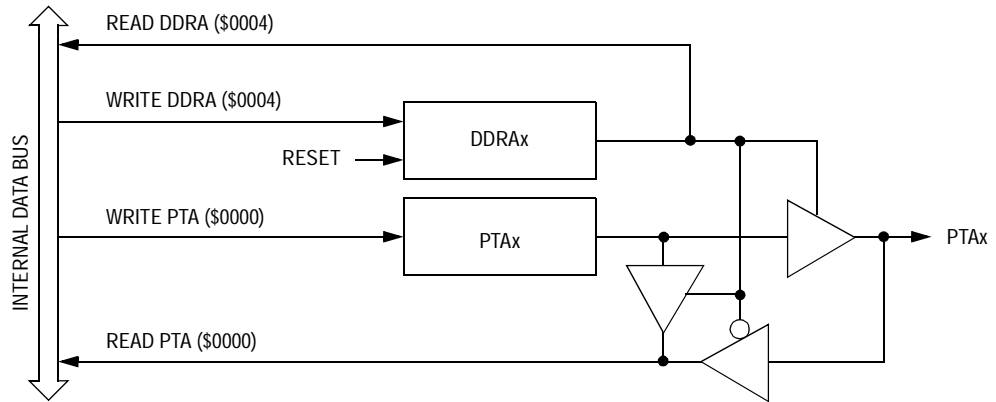 READ DDRA ($0004)
WRITE DDRA ($0004)
DDRAx
RESET
INTERNAL DATA BUS
WRITE PTA ($0000)
PTAx
PTAx
READ PTA ($0000)